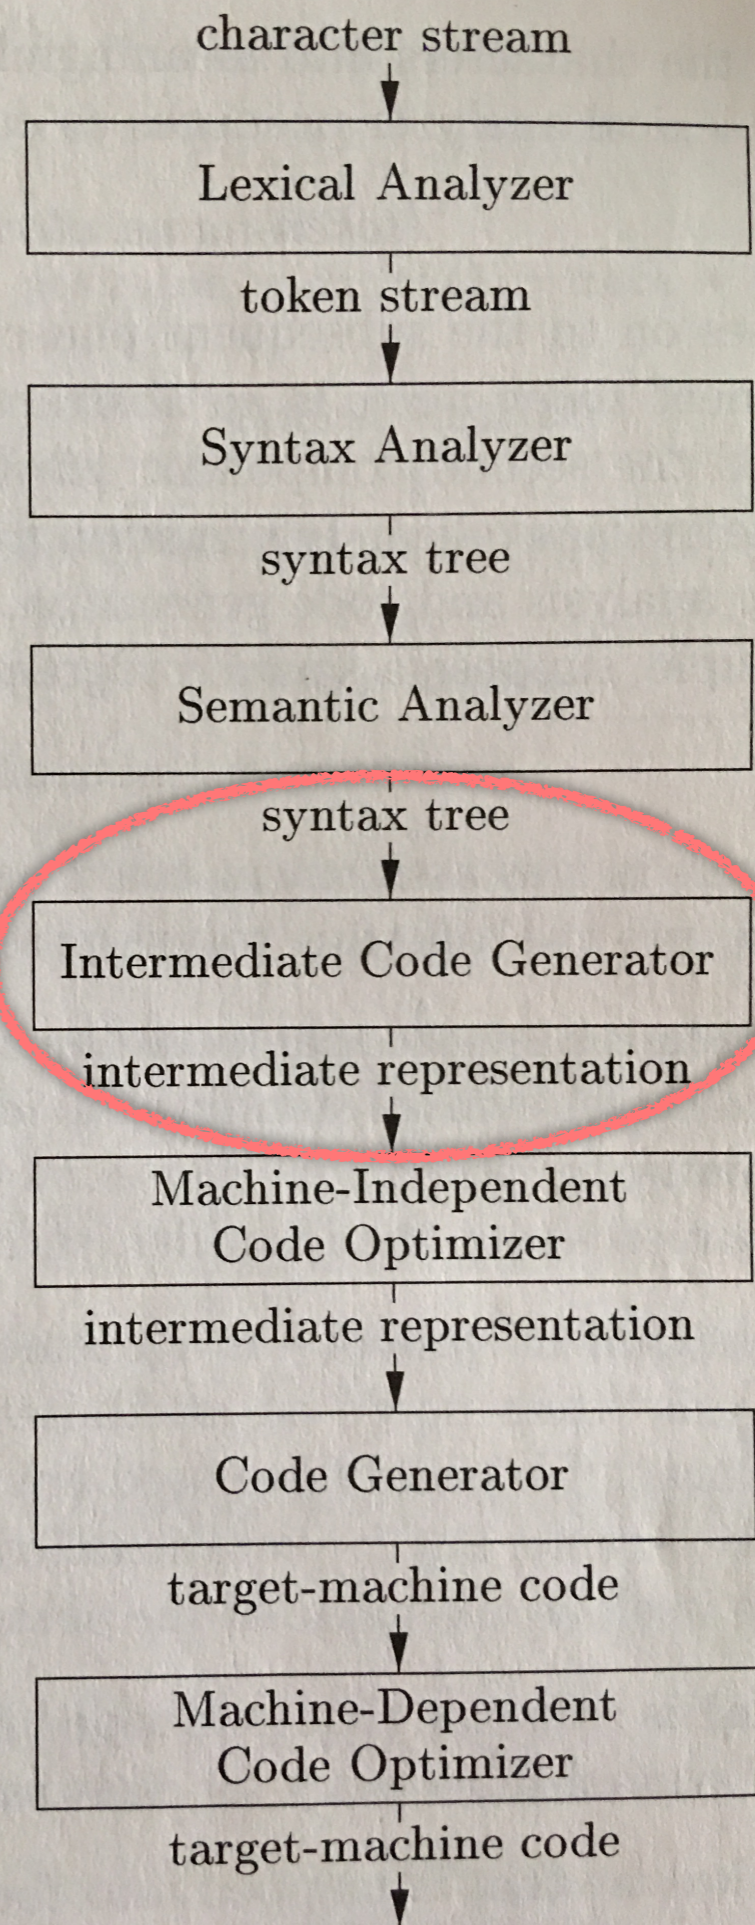 character stream
Lexical Analyzer
token stream
Syntax Analyzer
syntax tree
Semantic Analyzer
syntax tree
Intermediate Code Generator
intermediate representation
Machine-Independent
Code Optimizer
intermediate representation
Code Generator
target-machine code
Machine-Dependent
Code Optimizer
target-machine code